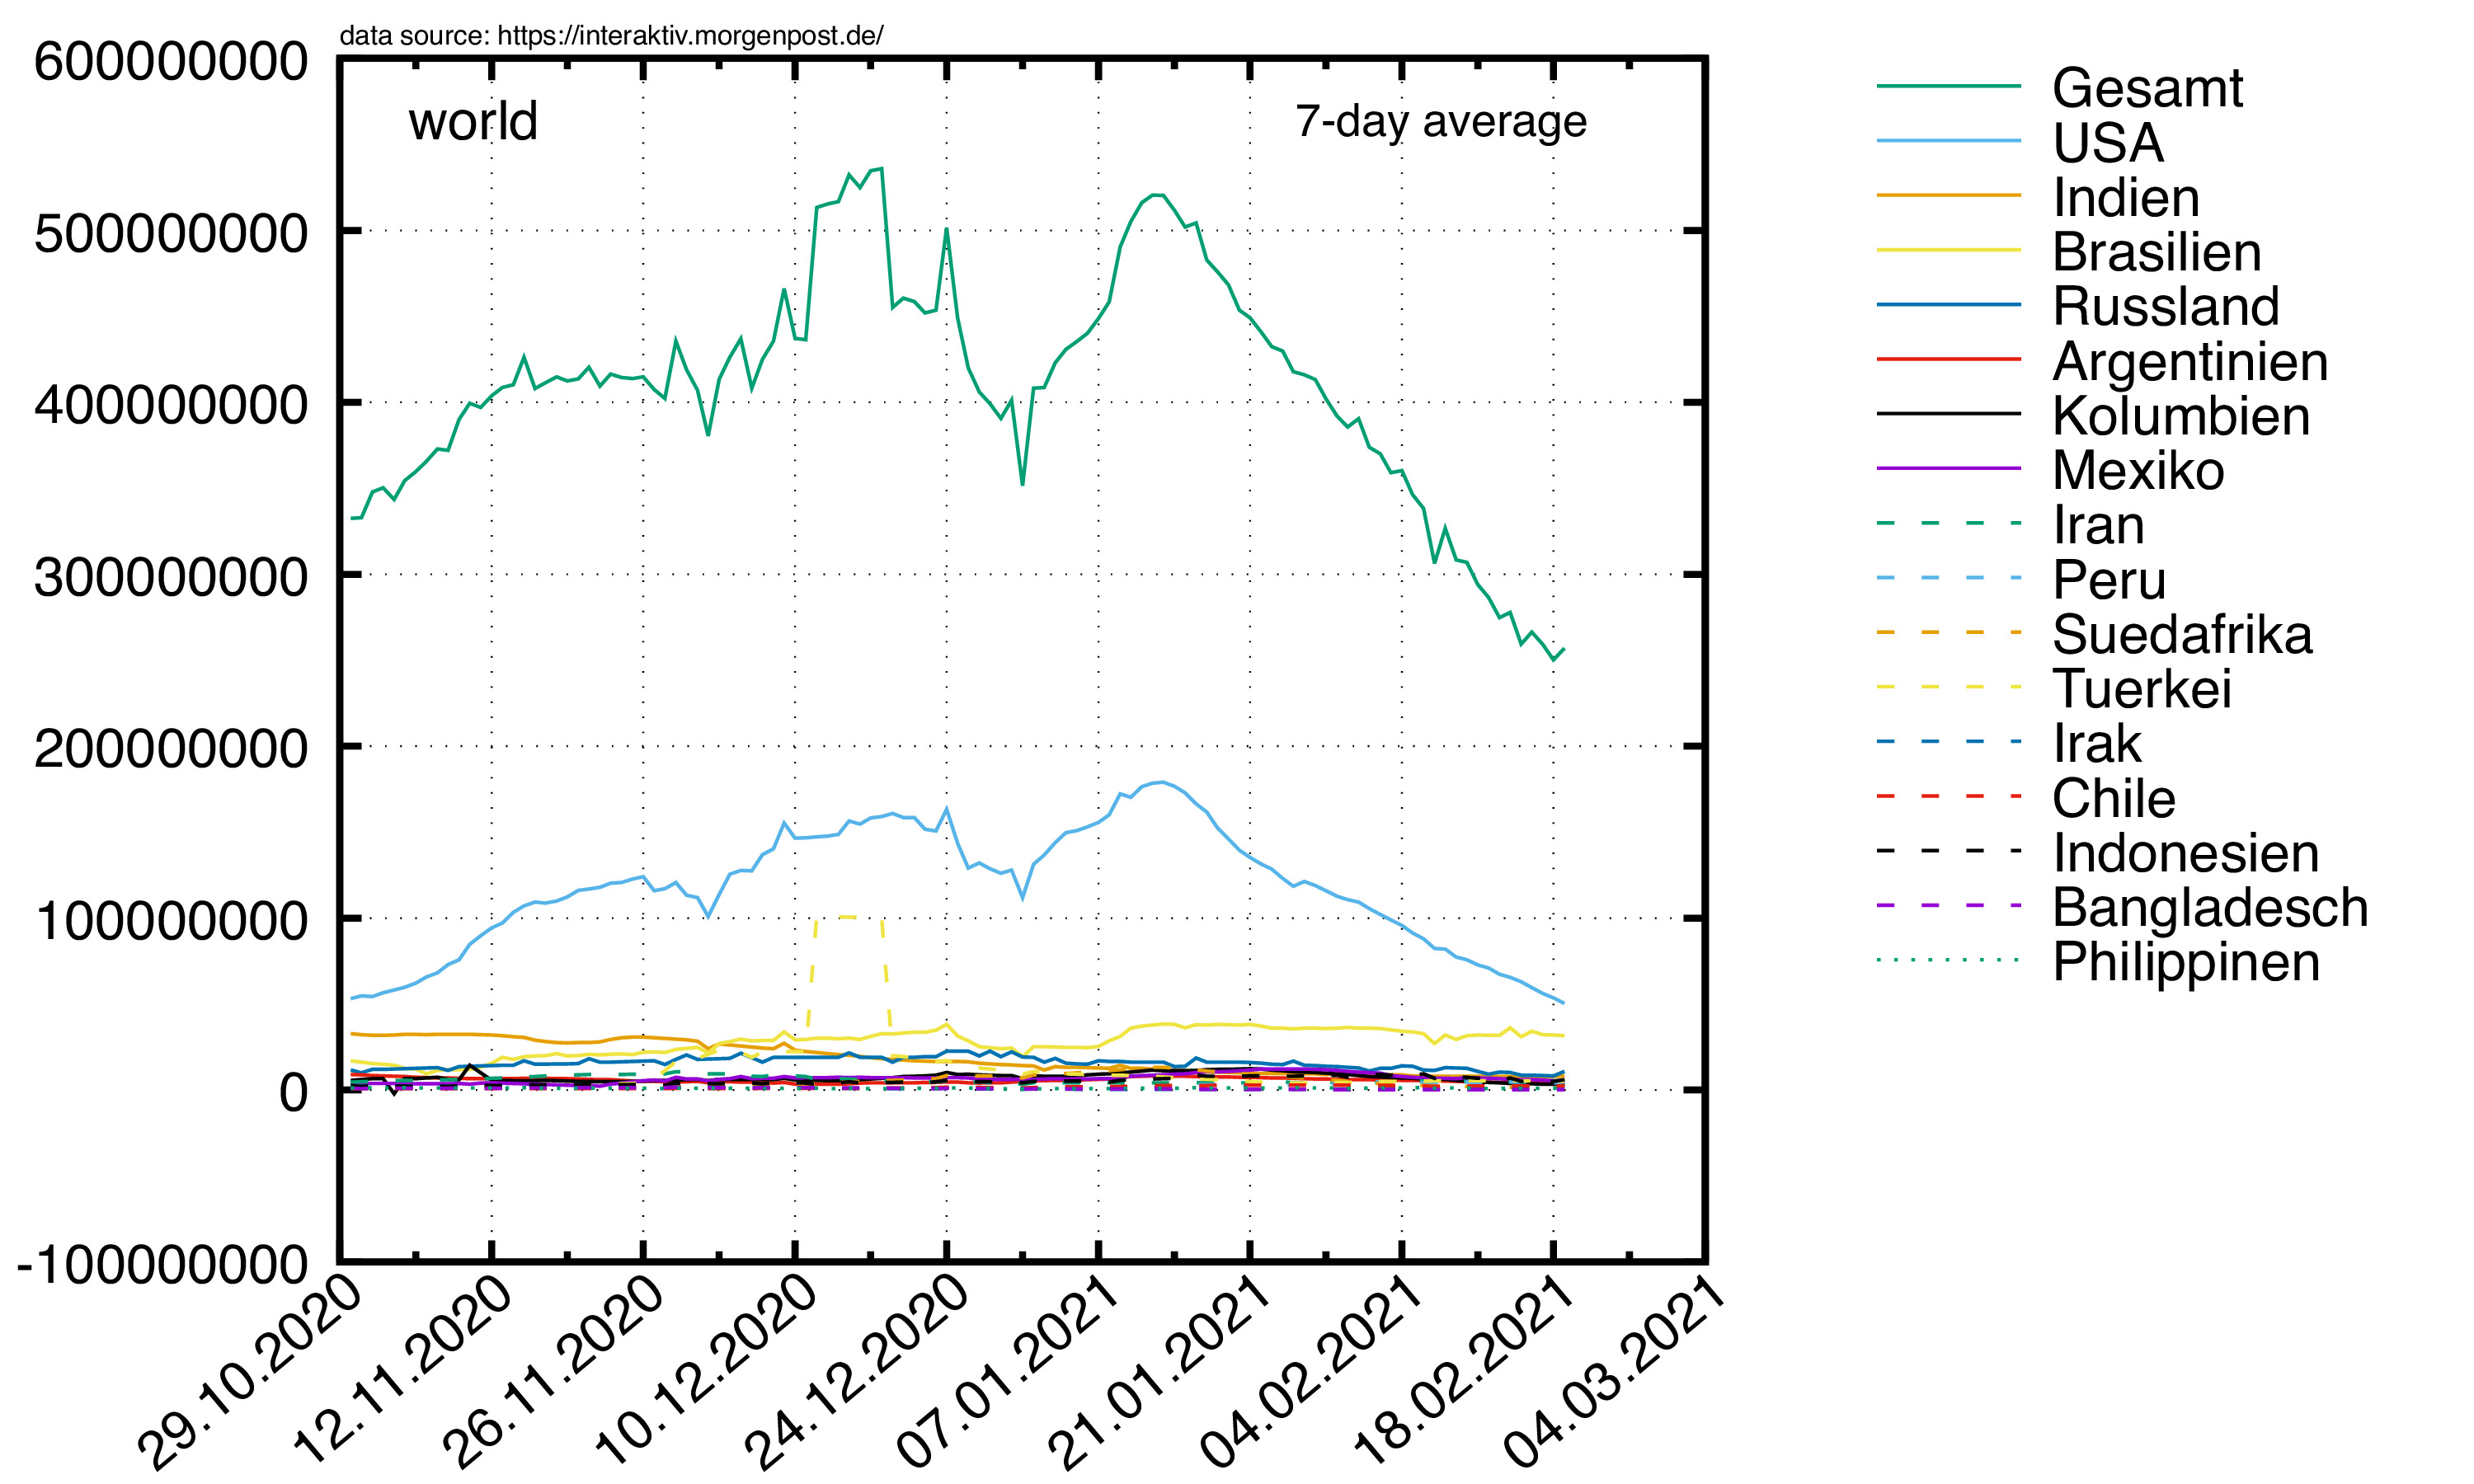 data source: https://interaktiv.morgenpost.de/
world
7-day average
600000000
500000000
400000000
300000000
200000000
100000000
0
-100000000
29.10.2020
12.11.2020
26.11.2020
10.12.2020
24.12.2020
07.01.2021
21.01.2021
04.02.2021
18.02.2021
04.03.2021
Gesamt
USA
Indien
Brasilien
Russland
Argentinien
Kolumbien
Mexiko
Iran
Peru
Suedafrika
Tuerkei
Irak
Chile
Indonesien
Bangladesch
Philippinen